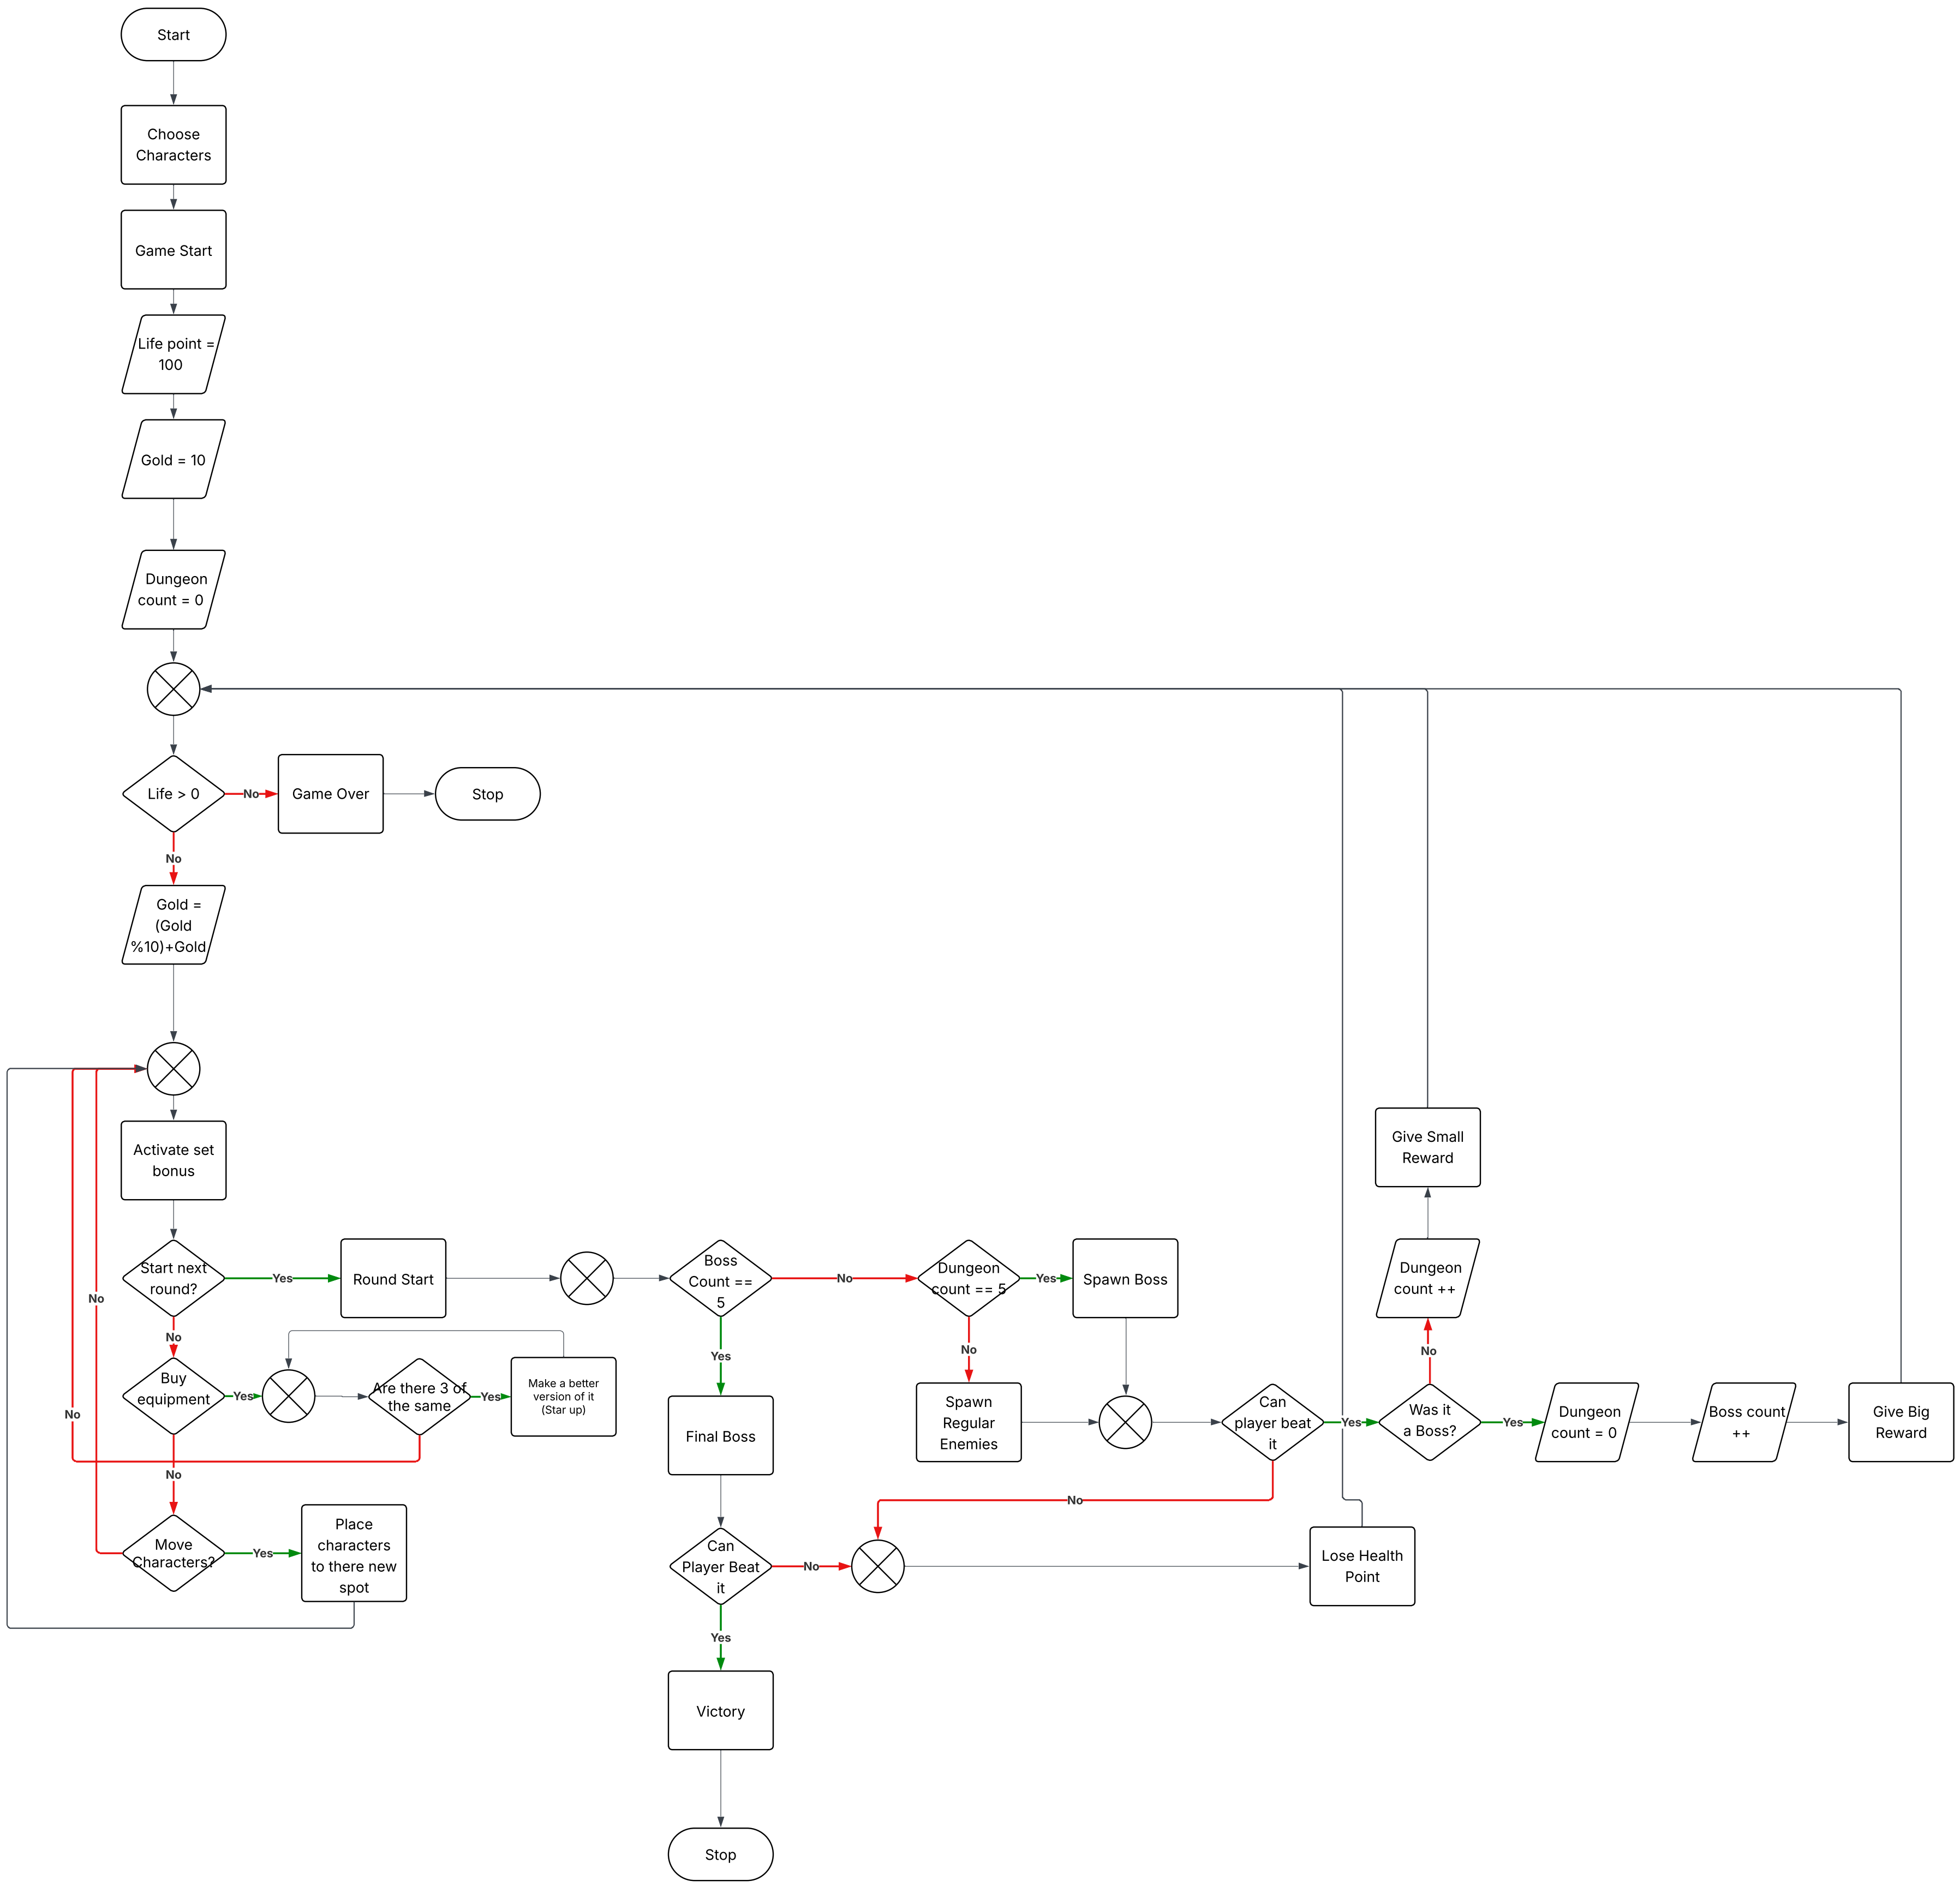 Start
Choose
Characters
Game Start
Life point =
100
Gold = 10
Dungeon
count = 0
Life > 0
No
Game Over
Stop
No
Gold =
(Gold
%10)+Gold
Activate set
bonus
Start next
round?
Yes
Round Start
Boss
Count ==
5
No
Dungeon
count == 5
Yes
Spawn Boss
Dungeon
count ++
Give Small
Reward
No
No
Buy
equipment
Yes
Are there 3 of
the same
Yes
Make a better
version of it
(Star up)
Yes
No
Final Boss
Spawn
Regular
Enemies
Can
player beat
it
Yes
Was it
a Boss?
No
Yes
Dungeon
count = 0
Boss count
++
Give Big
Reward
No
No
Move
Characters?
Yes
Place
characters
to there new
spot
Can
Player Beat
it
No
No
Lose Health
Point
Yes
Victory
Stop